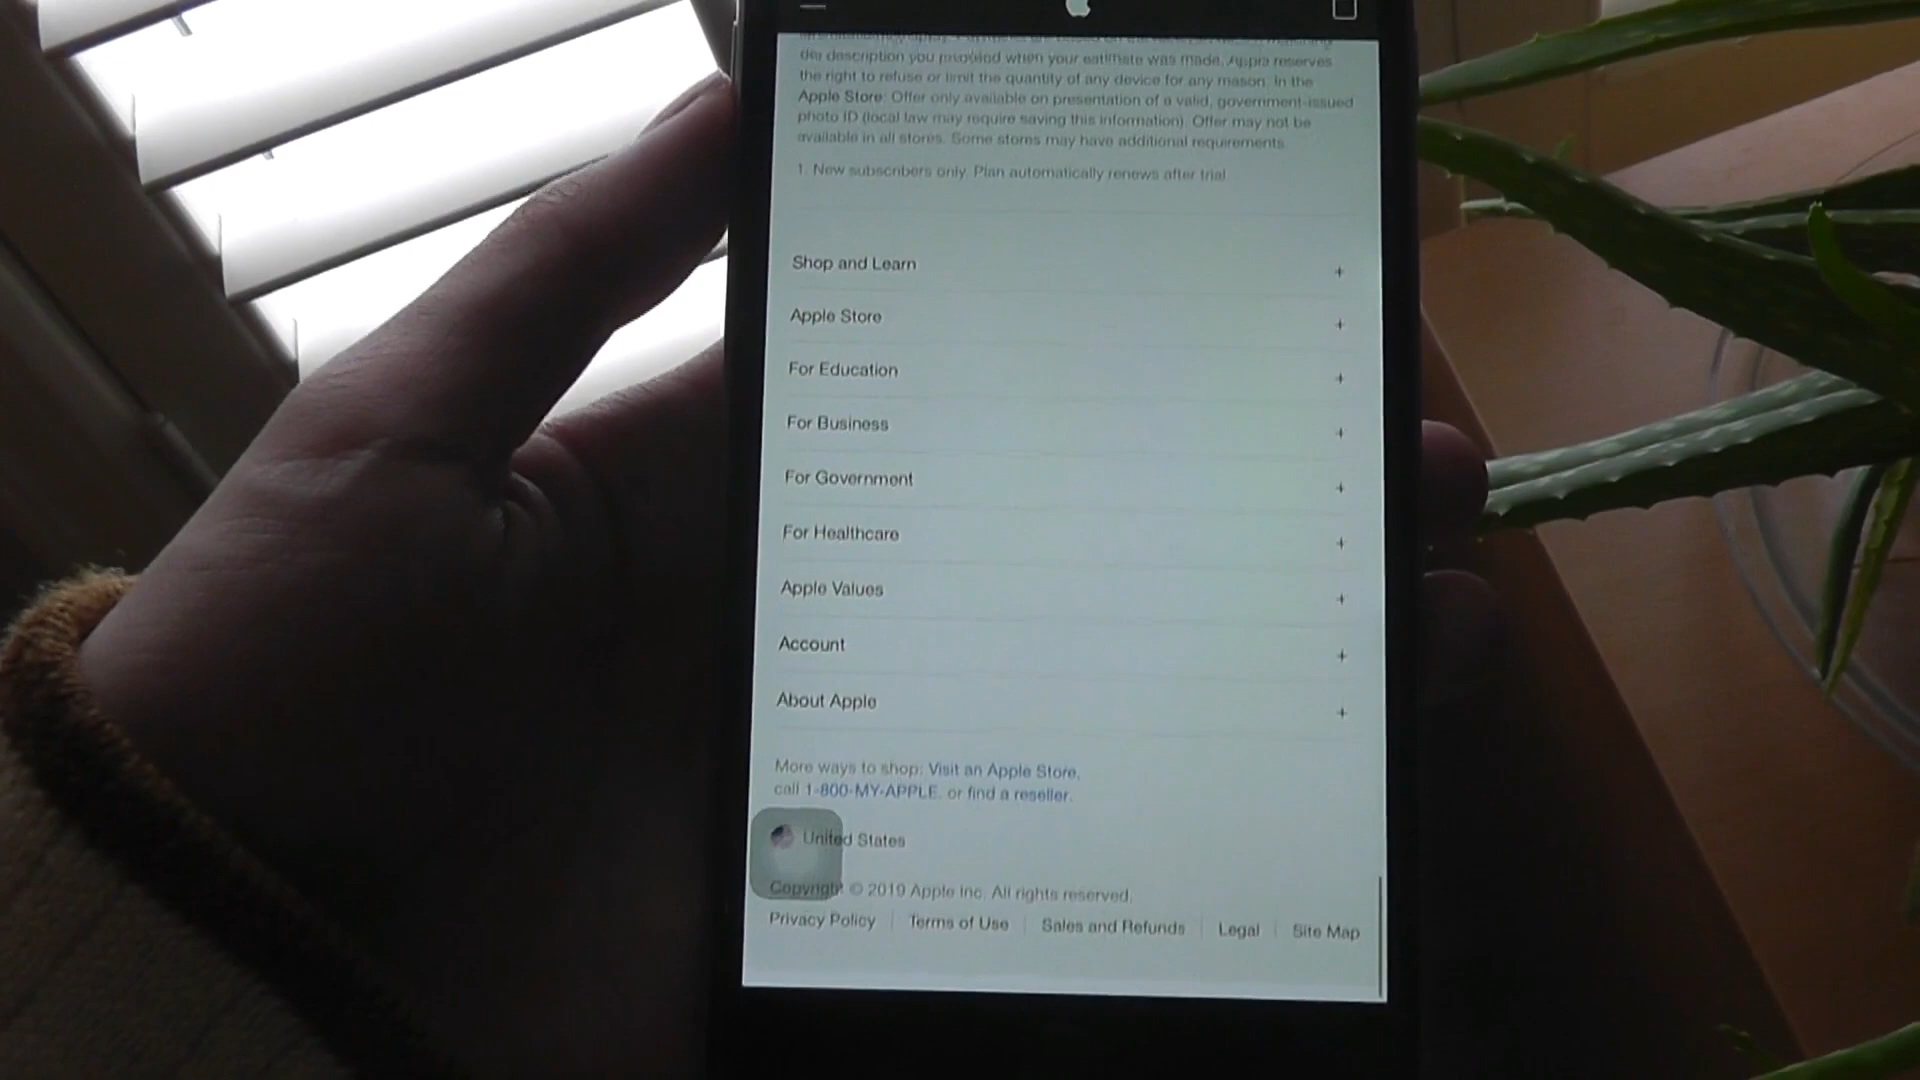 the description you provided when your estimate was made. Apple reserves
the right to refuse or limit the quantity of any device for any reason. In the
Apple Store: Offer only available on presentation of a valid, government-issued
photo ID (local law may require saving this information). Offer may not be
available in all stores. Some stores may have additional requirements.
1. New subscribers only. Plan automatically renews after trial.
Shop and Learn +
Apple Store +
For Education +
For Business +
For Government +
For Healthcare +
Apple Values +
Account +
About Apple +
More ways to shop: Visit an Apple Store,
call 1-800-MY-APPLE, or find a reseller.
United States
Copyright © 2019 Apple Inc. All rights reserved.
Privacy Policy | Terms of Use | Sales and Refunds | Legal | Site Map